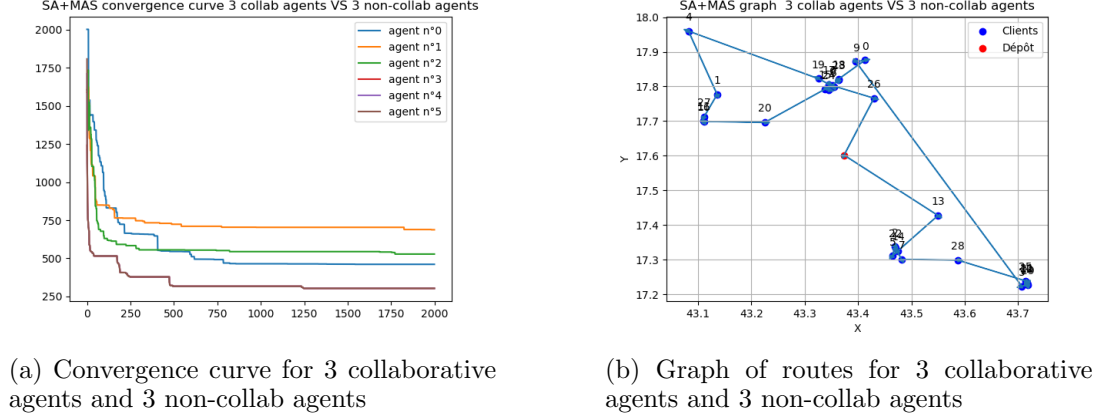 SA+MAS convergence curve 3 collab agents VS 3 non-collab agents
2000
1750
1500
1250
1000
750
500
250
0
250
500
750
1000
1250
1500
1750
2000
agent n°0
agent n°1
agent n°2
agent n°3
agent n°4
agent n°5
(a) Convergence curve for 3 collaborative
agents and 3 non-collab agents
SA+MAS graph 3 collab agents VS 3 non-collab agents
18.0
17.9
17.8
17.7
17.6
17.5
17.4
17.3
17.2
Y
43.1
43.2
43.3
43.4
43.5
43.6
43.7
X
Clients
Dépôt
4
1
20
19
9
0
26
13
28
(b) Graph of routes for 3 collaborative
agents and 3 non-collab agents